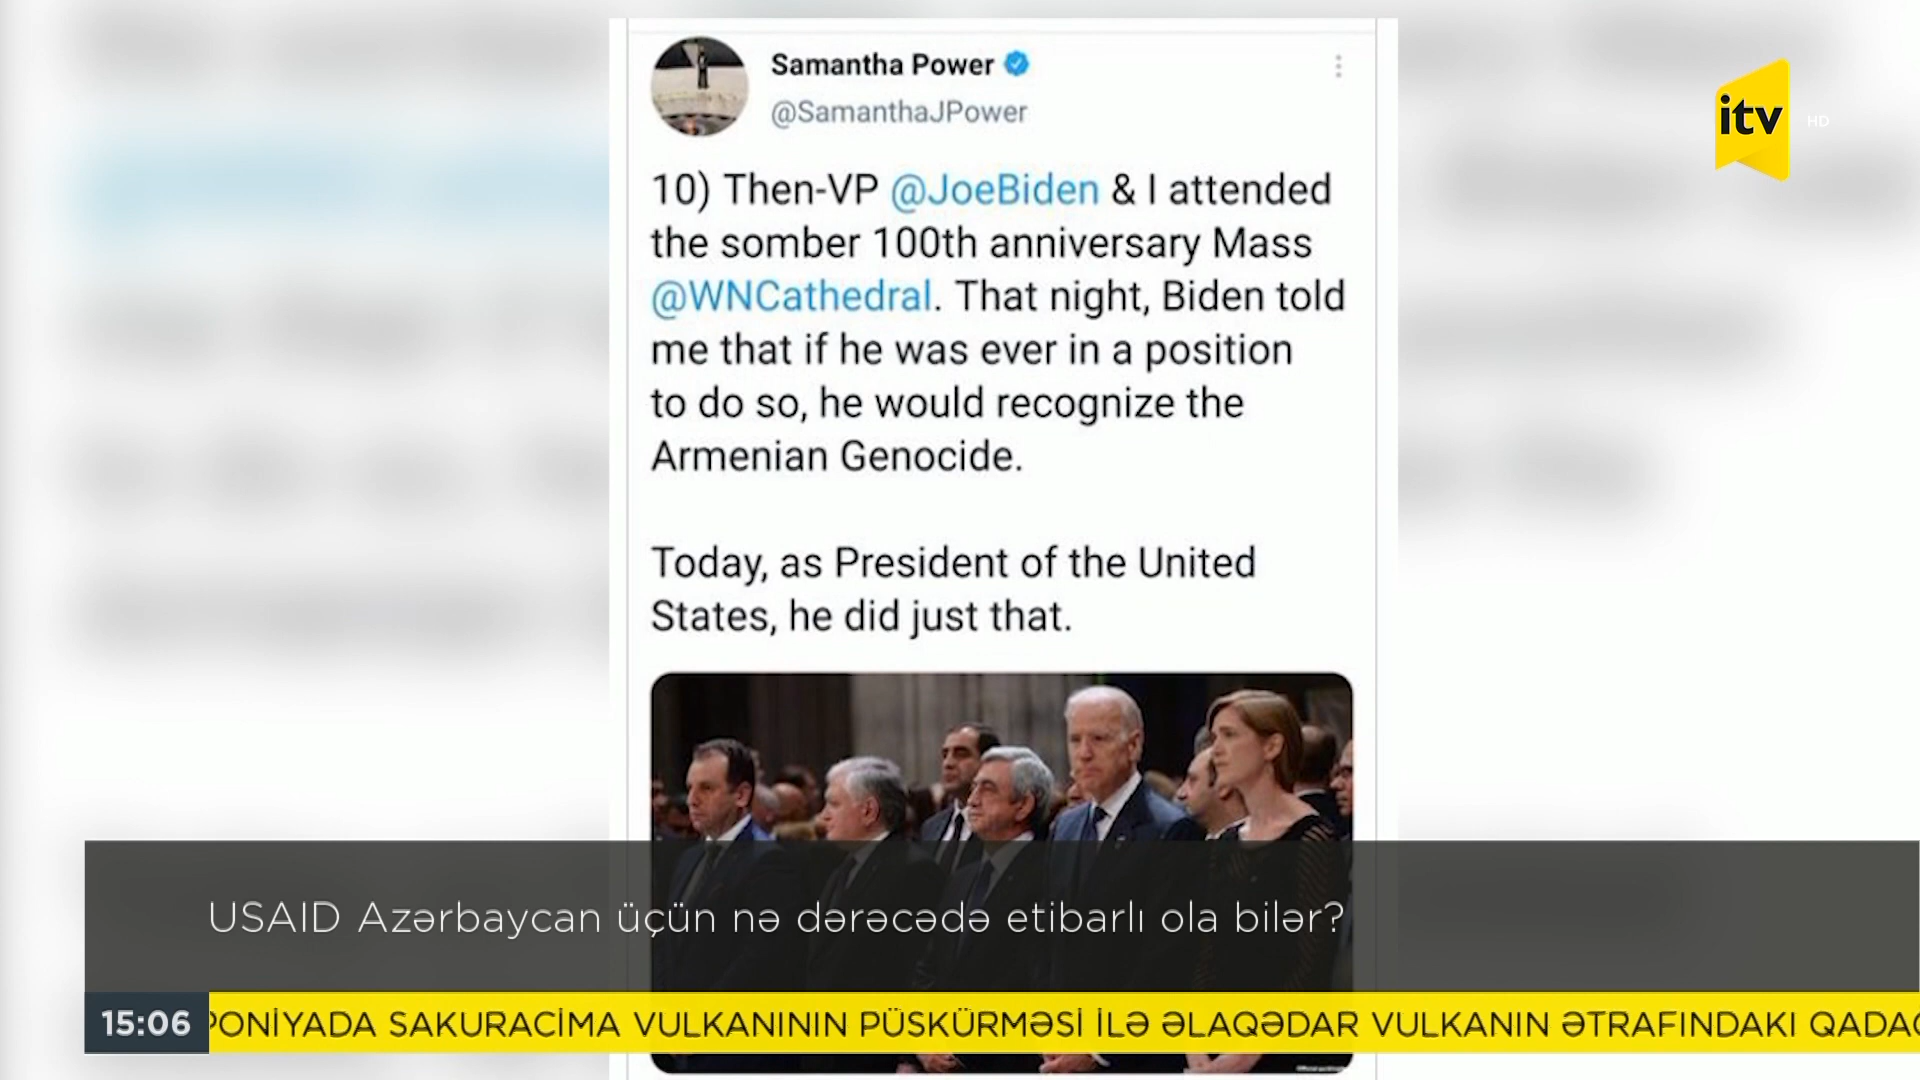 Samantha Power
@SamanthaJPower
itv HD
10) Then-VP @JoeBiden & I attended
the somber 100th anniversary Mass
@WNCathedral. That night, Biden told
me that if he was ever in a position
to do so, he would recognize the
Armenian Genocide.
Today, as President of the United
States, he did just that.
USAID Azərbaycan üçün nə dərəcədə etibarlı ola bilər?
15:06 PONİYADA SAKURACİMA VULKANININ PÜSKÜRMƏSİ İLƏ ƏLAQƏDAR VULKANIN ƏTRAFINDAKI QADAĞ